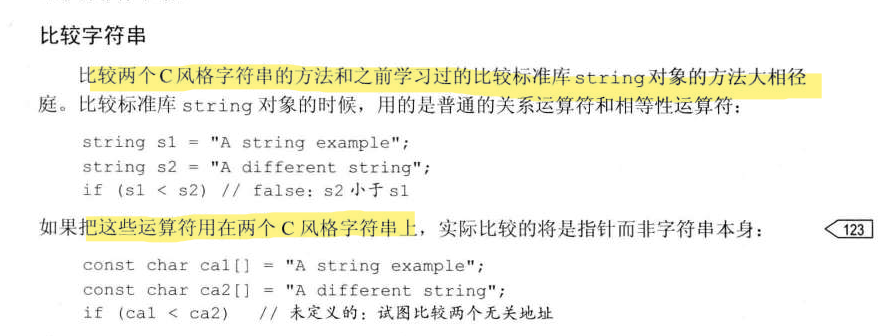 比较字符串
比较两个C风格字符串的方法和之前学习过的比较标准库string对象的方法大相径
庭。比较标准库 string 对象的时候，用的是普通的关系运算符和相等性运算符：
string s1 = "A string example";
string s2 = "A different string";
if (s1 < s2) // false: s2 小于 s1
如果把这些运算符用在两个 C 风格字符串上，实际比较的将是指针而非字符串本身：
123
const char ca1[] = "A string example";
const char ca2[] = "A different string";
if (ca1 < ca2) // 未定义的：试图比较两个无关地址